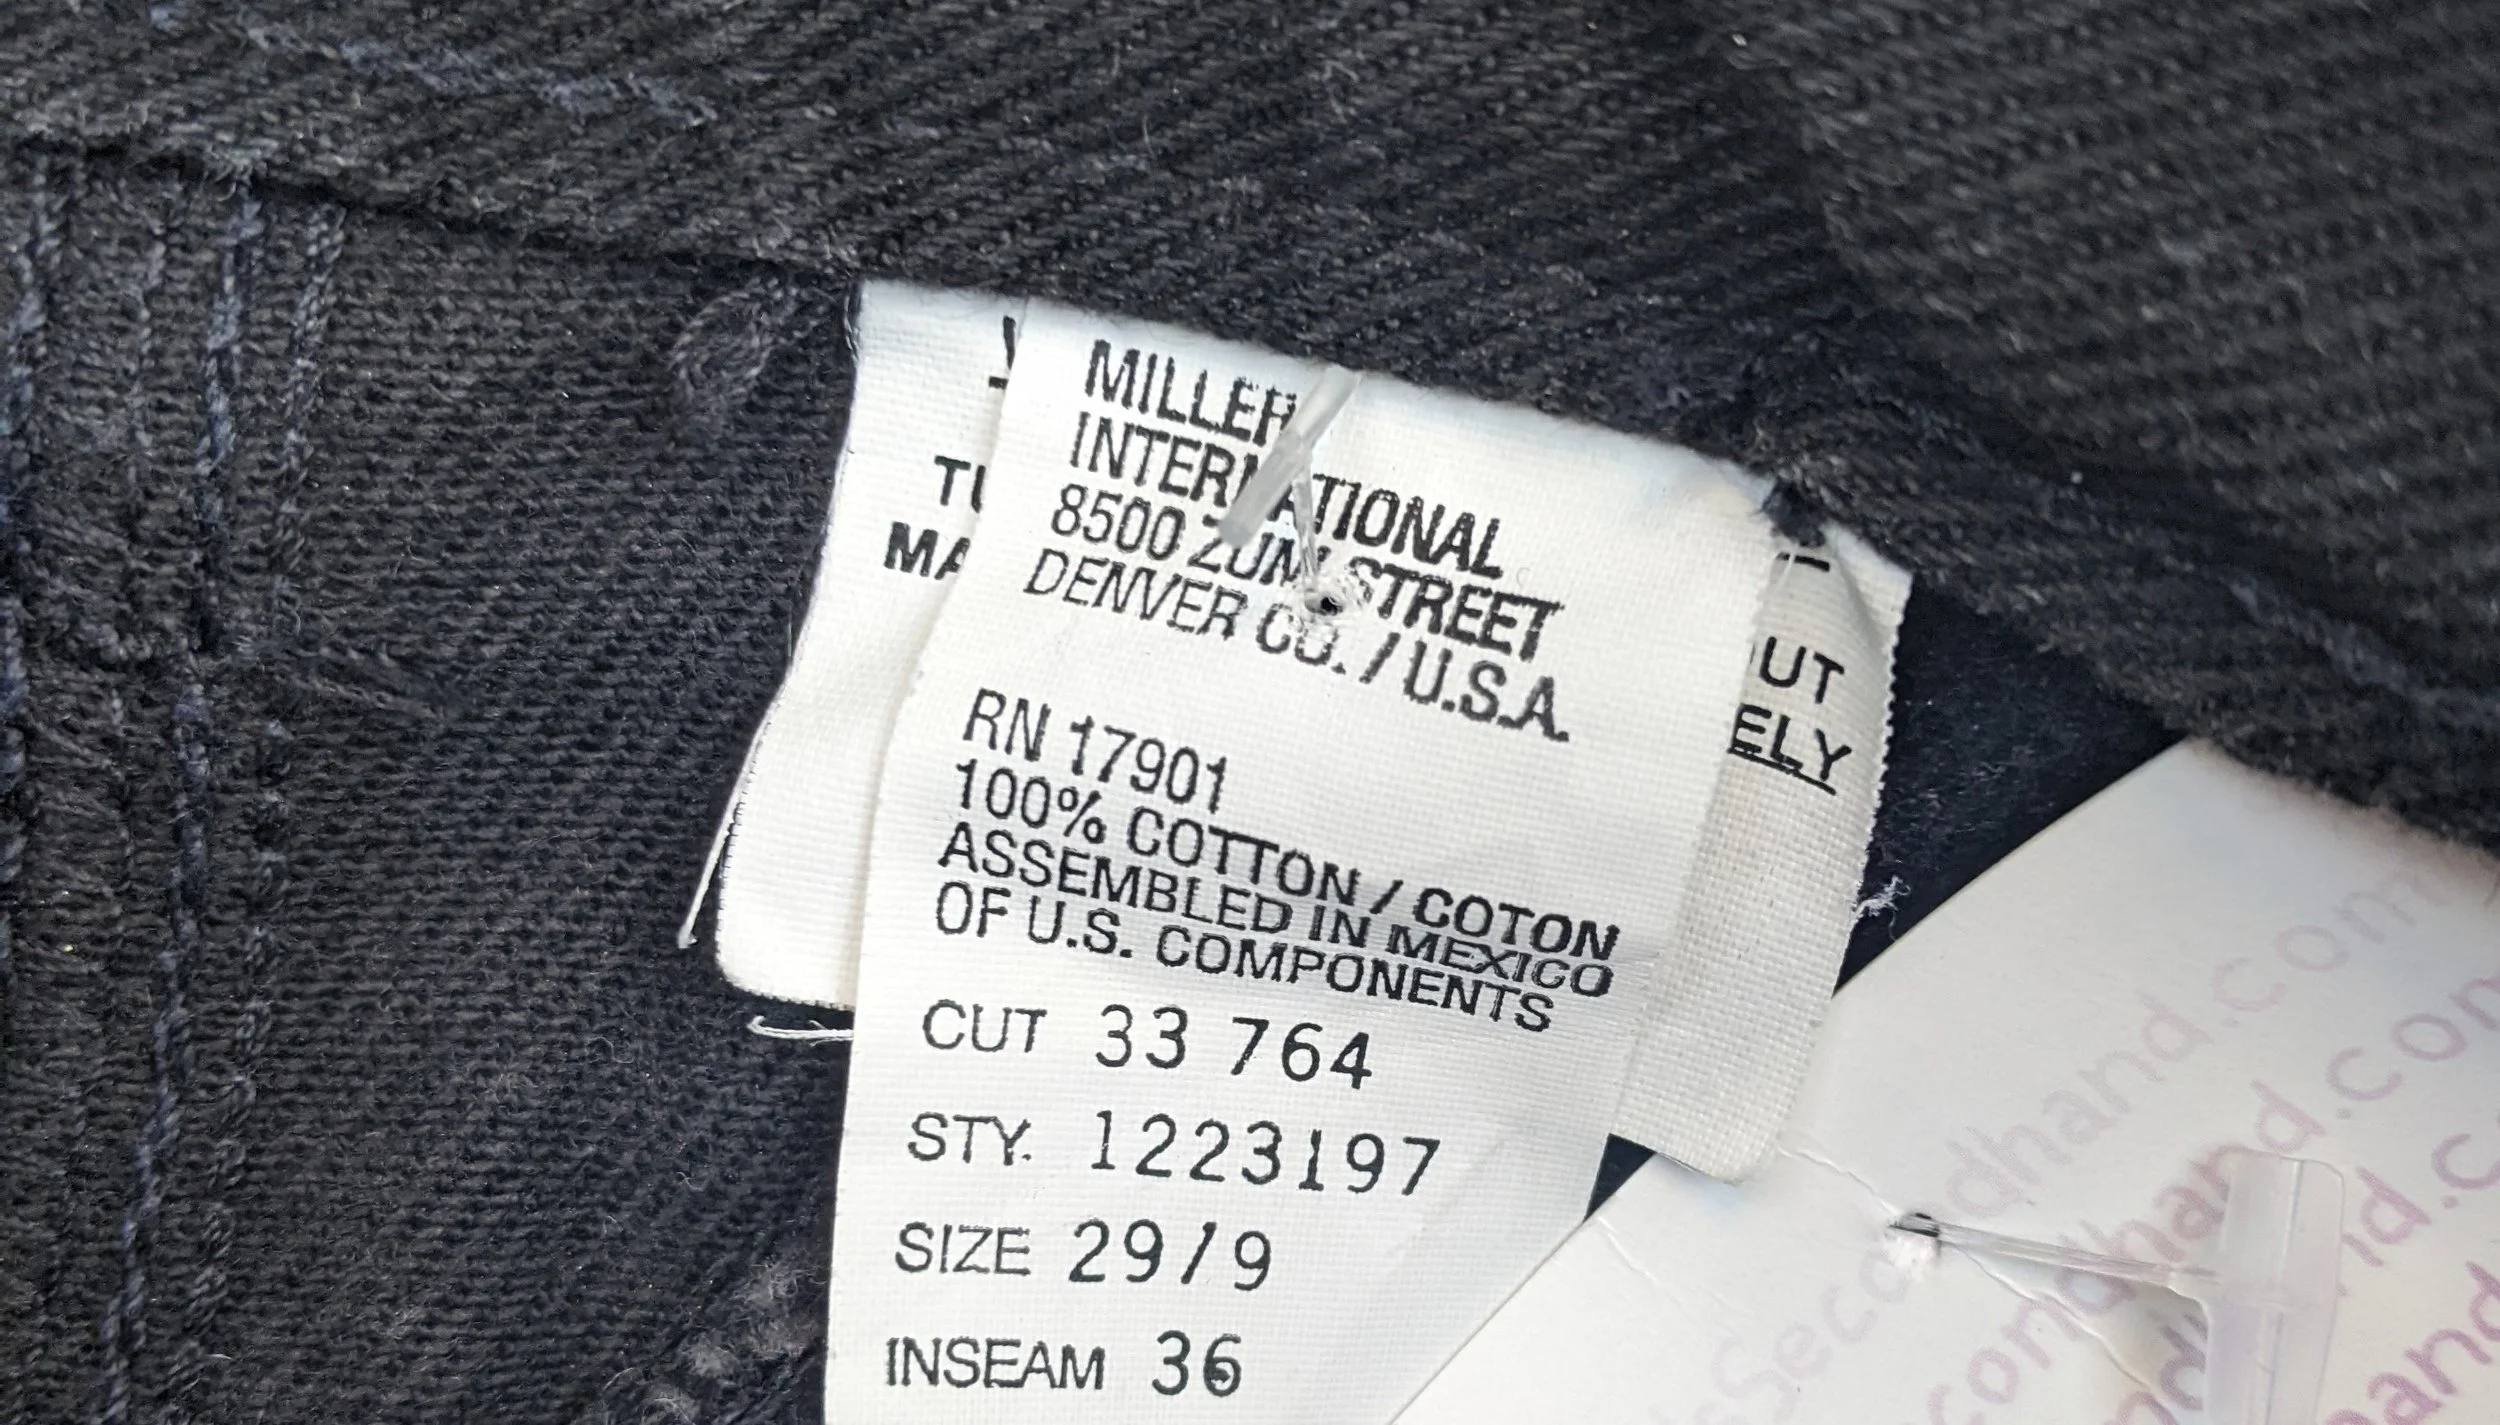 MILLER
INTERNATIONAL
8500 ZUNI STREET
DENVER CO. / U.S.A.
RN 17901
100% COTTON / COTON
ASSEMBLED IN MEXICO
OF U.S. COMPONENTS
CUT 33 764
STY. 1223197
SIZE 29/9
INSEAM 36